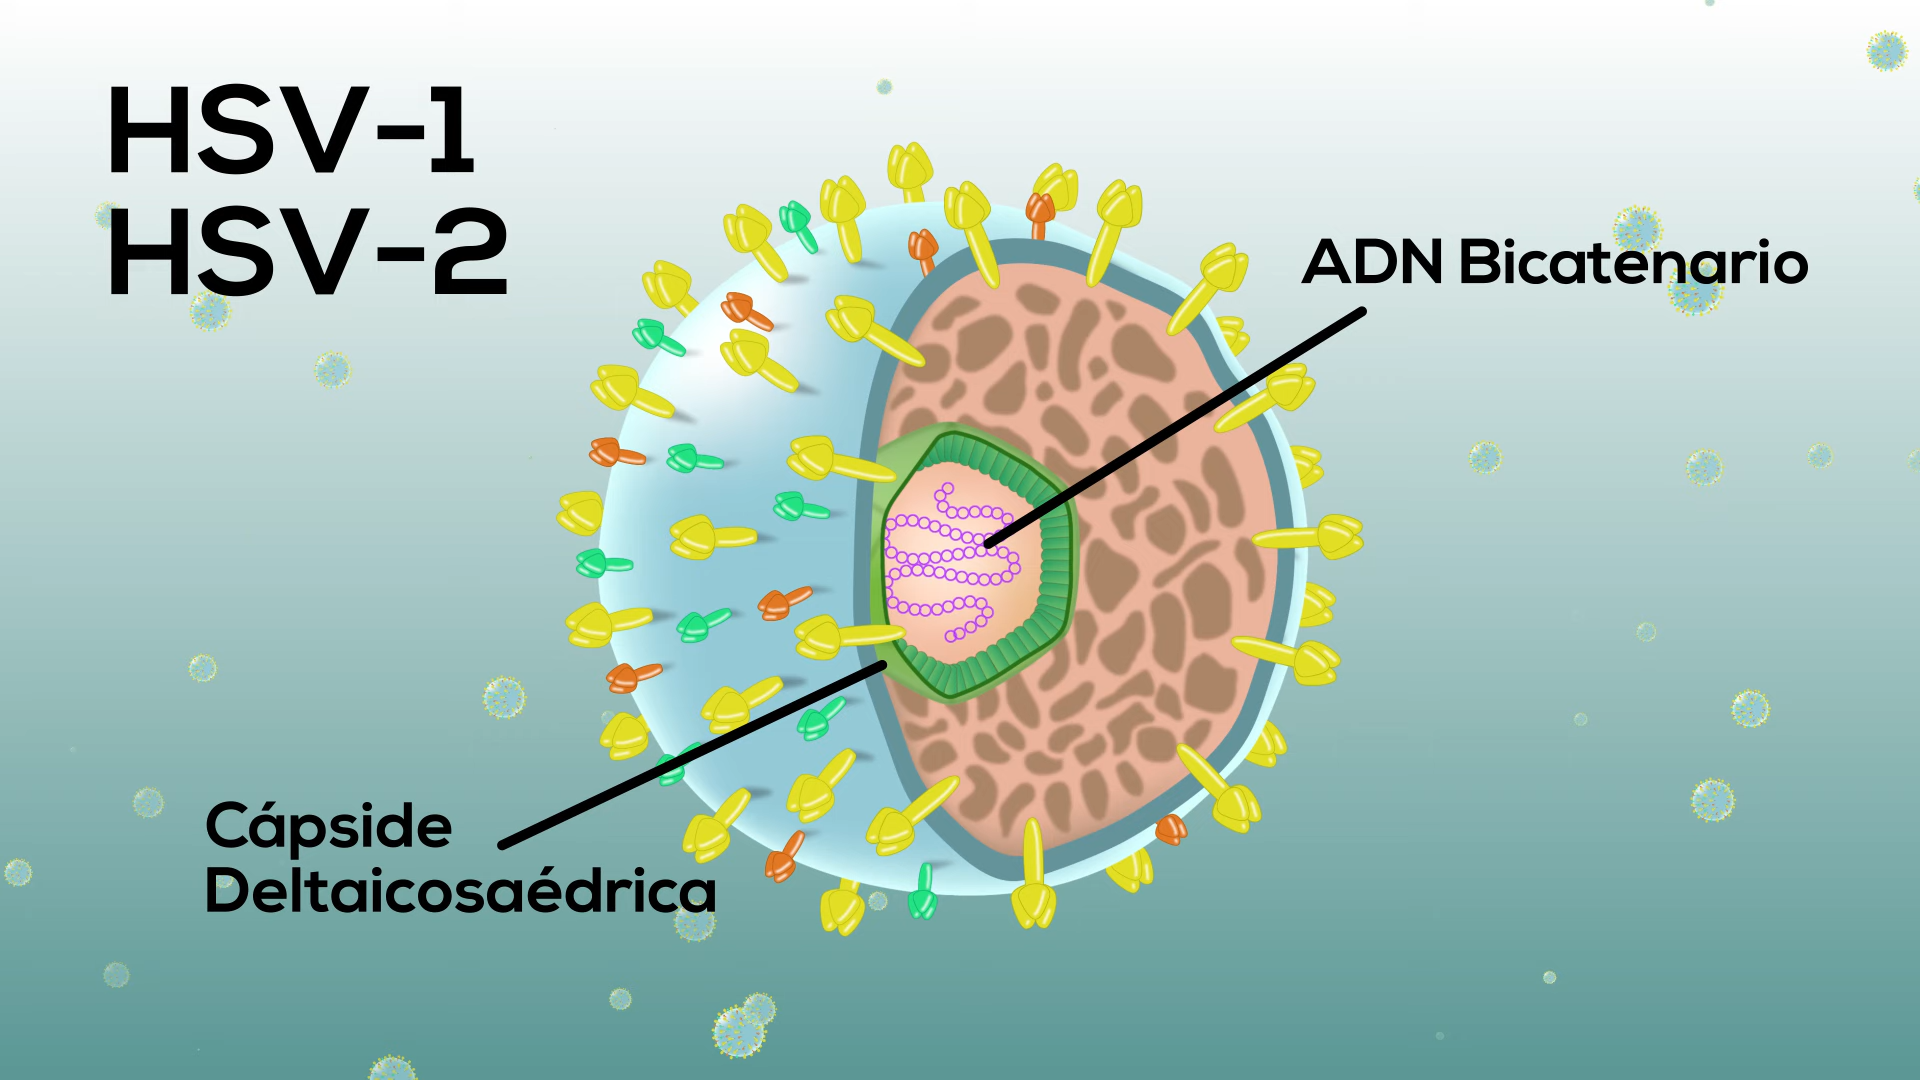 HSV-1
HSV-2
ADN Bicatenario
Cápside
Deltaicosaédrica